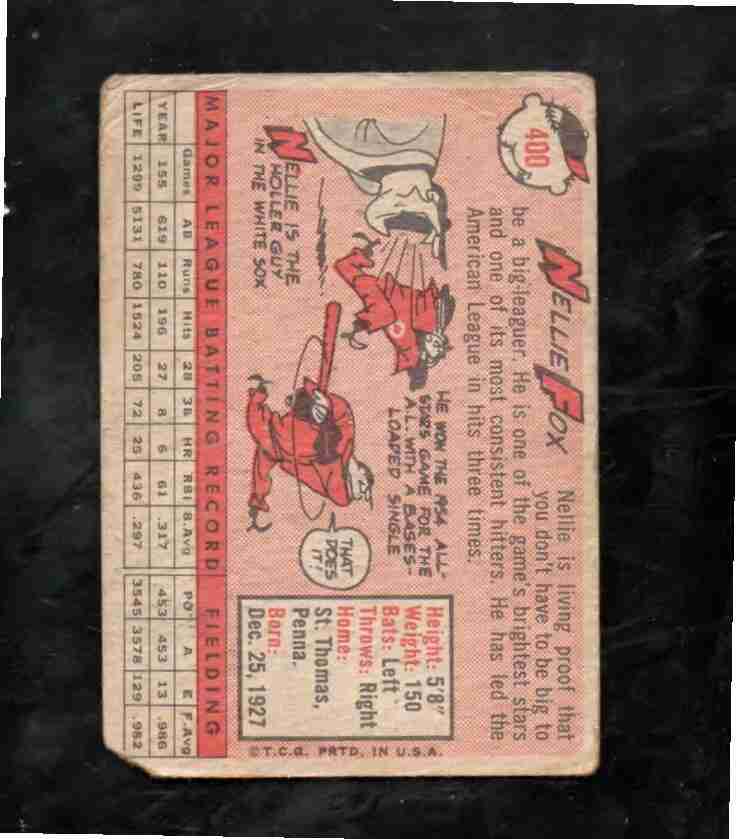 400
NELLIE FOX
Nellie is living proof that
you don't have to be big to
be a big-leaguer. He is one of the game's brightest stars
and one of its most consistent hitters. He has led the
American League in hits three times.
NELLIE IS THE
HOLLER GUY
IN THE WHITE SOX
HE WON THE 1954 ALL-
STARS GAME FOR THE
A.L. WITH A BASES-
LOADED SINGLE
THAT
DOES
IT!
Height: 5'8"
Weight: 150
Bats: Left
Throws: Right
Home:
St. Thomas,
Penna.
Born:
Dec. 25, 1927
©T.C.G. PRTD. IN U.S.A.
MAJOR LEAGUE BATTING RECORD FIELDING
Games AB Runs Hits 2B 3B HR RBI B.Avg PO A E F.Avg
YEAR 155 619 110 196 27 8 6 61 .317 453 453 13 .986
LIFE 1299 5131 780 1524 205 72 25 436 .297 3545 3578 129 .982